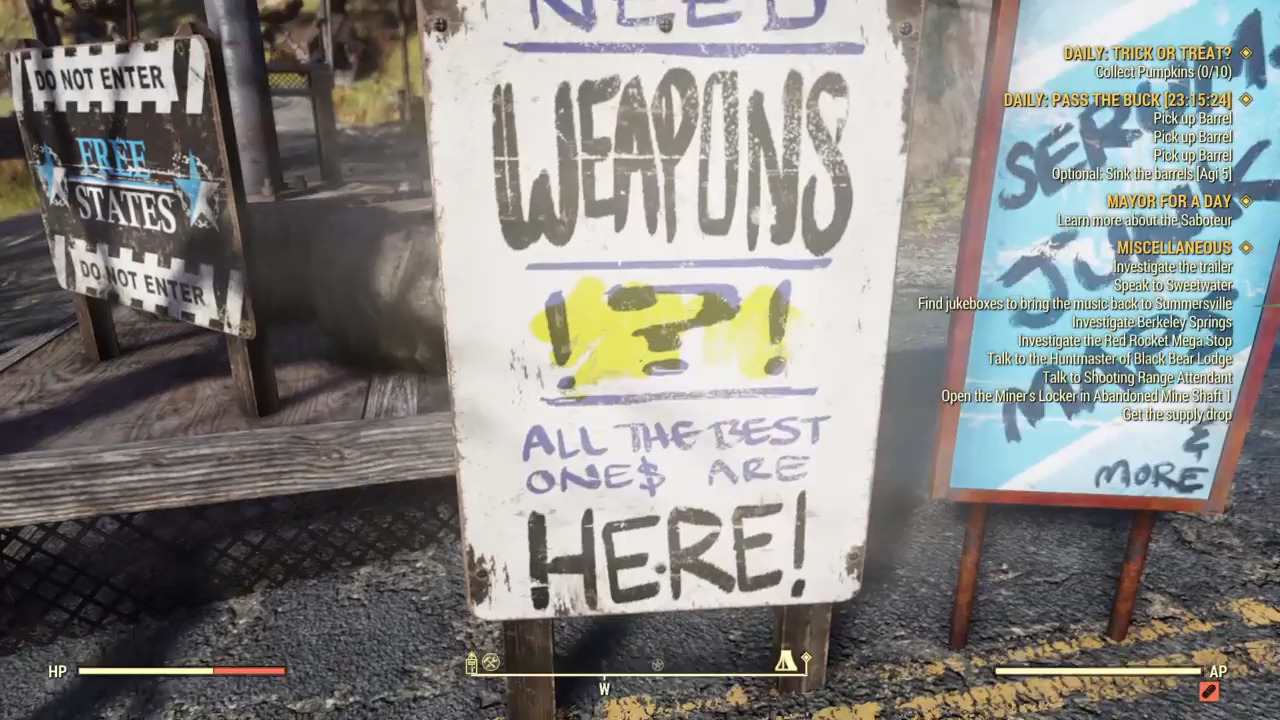 DO NOT ENTER
FREE
STATES
DO NOT ENTER
NEED
WEAPONS
!?!
ALL THE BEST
ONE$ ARE
HERE!
SERUM
JUNK
&
MORE
DAILY: TRICK OR TREAT?
Collect Pumpkins (0/10)
DAILY: PASS THE BUCK [23:15:24]
Pick up Barrel
Pick up Barrel
Pick up Barrel
Optional: Sink the barrels [Agi 5]
MAYOR FOR A DAY
Learn more about the Saboteur
MISCELLANEOUS
Investigate the trailer
Speak to Sweetwater
Find jukeboxes to bring the music back to Summersville
Investigate Berkeley Springs
Investigate the Red Rocket Mega Stop
Talk to the Huntmaster of Black Bear Lodge
Talk to Shooting Range Attendant
Open the Miner's Locker in Abandoned Mine Shaft 1
Get the supply drop
HP
W
AP